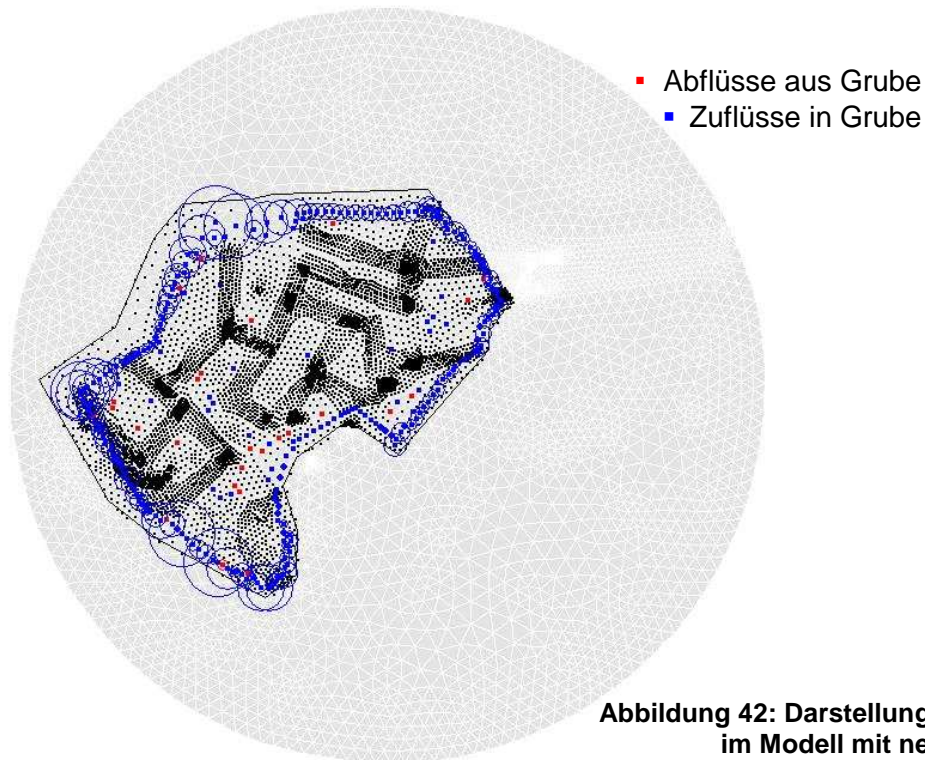 Abflüsse aus Grube
Zuflüsse in Grube
Abbildung 42: Darstellung
im Modell mit ne